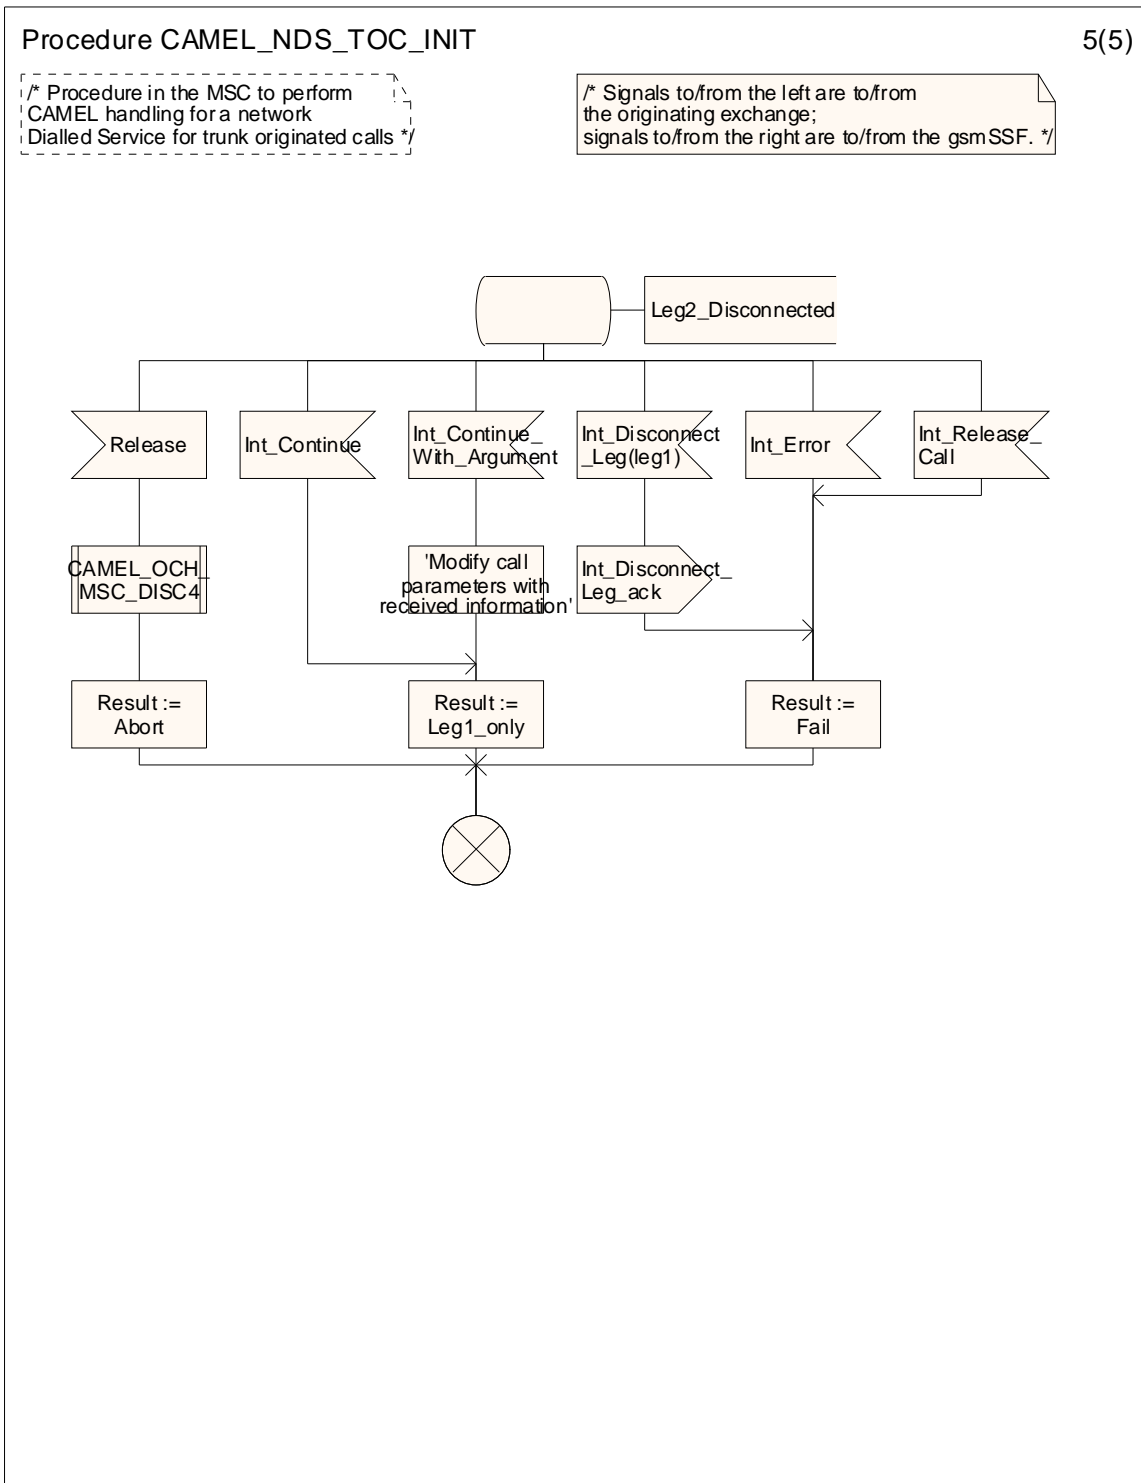 Procedure CAMEL_NDS_TOC_INIT
5(5)
/* Procedure in the MSC to perform
CAMEL handling for a network
Dialled Service for trunk originated calls */
/* Signals to/from the left are to/from
the originating exchange;
signals to/from the right are to/from the gsmSSF. */
Leg2_Disconnected
Release
Int_Continue
Int_Continue_
With_Argument
Int_Disconnect
_Leg(leg1)
Int_Error
Int_Release_
Call
CAMEL_OCH_
MSC_DISC4
'Modify call
parameters with
received information'
Int_Disconnect_
Leg_ack
Result :=
Abort
Result :=
Leg1_only
Result :=
Fail